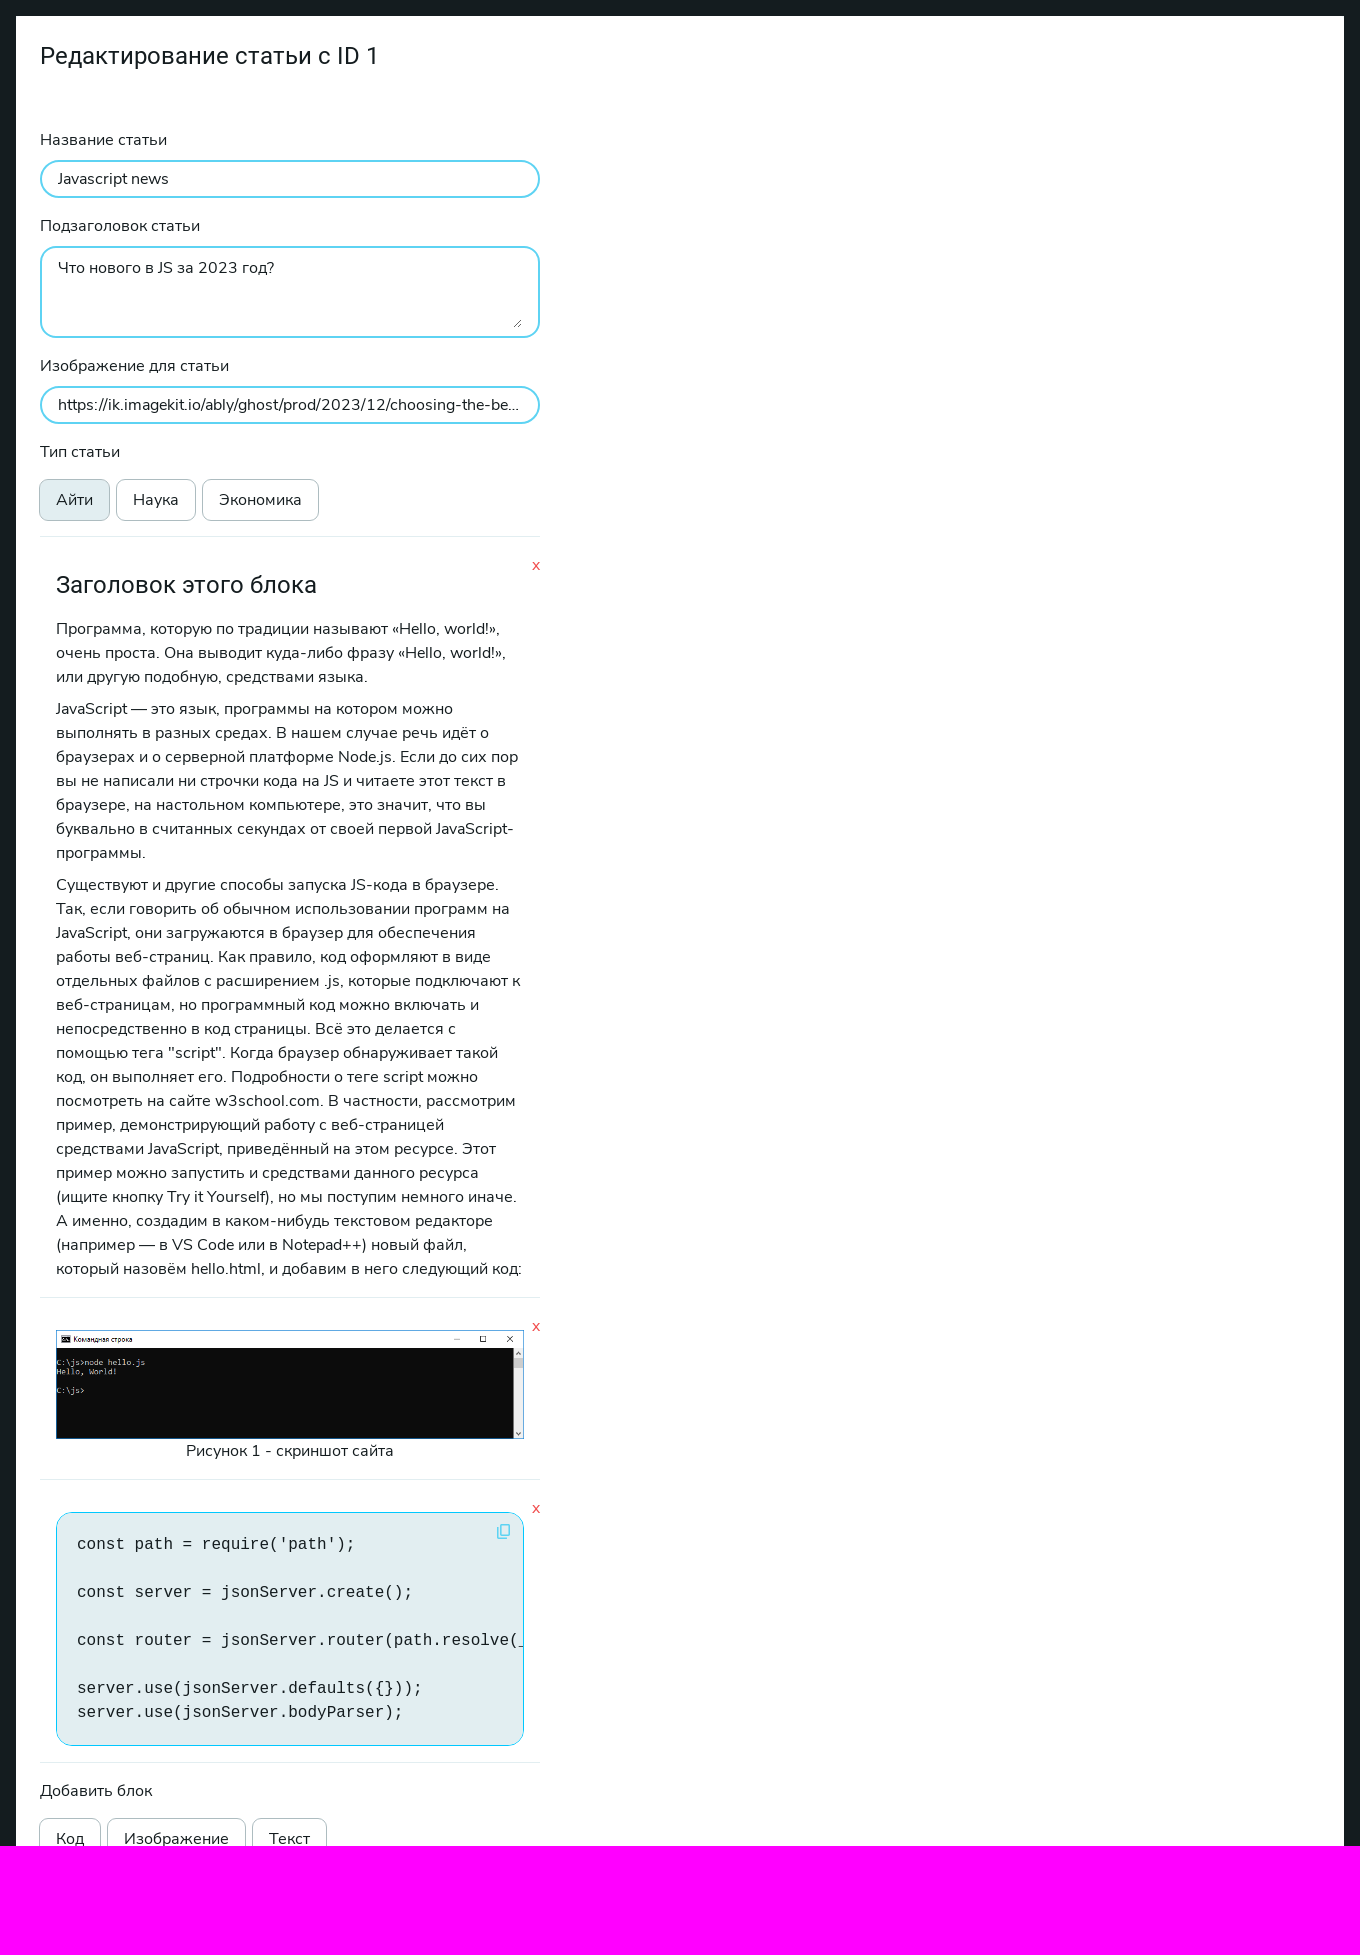 Редактирование статьи с ID 1
Название статьи
Javascript news
Подзаголовок статьи
Что нового в JS за 2023 год?
Изображение для статьи
https://ik.imagekit.io/ably/ghost/prod/2023/12/choosing-the-be...
Тип статьи
Айти
Наука
Экономика
x
Заголовок этого блока
Программа, которую по традиции называют «Hello, world!»,
очень проста. Она выводит куда-либо фразу «Hello, world!»,
или другую подобную, средствами языка.
JavaScript — это язык, программы на котором можно
выполнять в разных средах. В нашем случае речь идёт о
браузерах и о серверной платформе Node.js. Если до сих пор
вы не написали ни строчки кода на JS и читаете этот текст в
браузере, на настольном компьютере, это значит, что вы
буквально в считанных секундах от своей первой JavaScript-
программы.
Существуют и другие способы запуска JS-кода в браузере.
Так, если говорить об обычном использовании программ на
JavaScript, они загружаются в браузер для обеспечения
работы веб-страниц. Как правило, код оформляют в виде
отдельных файлов с расширением .js, которые подключают к
веб-страницам, но программный код можно включать и
непосредственно в код страницы. Всё это делается с
помощью тега "script". Когда браузер обнаруживает такой
код, он выполняет его. Подробности о теге script можно
посмотреть на сайте w3school.com. В частности, рассмотрим
пример, демонстрирующий работу с веб-страницей
средствами JavaScript, приведённый на этом ресурсе. Этот
пример можно запустить и средствами данного ресурса
(ищите кнопку Try it Yourself), но мы поступим немного иначе.
А именно, создадим в каком-нибудь текстовом редакторе
(например — в VS Code или в Notepad++) новый файл,
который назовём hello.html, и добавим в него следующий код:
x
Командная строка
C:\js>node hello.js
Hello, World!
C:\js>
Рисунок 1 - скриншот сайта
x
const path = require('path');
const server = jsonServer.create();
const router = jsonServer.router(path.resolve(_
server.use(jsonServer.defaults({}));
server.use(jsonServer.bodyParser);
Добавить блок
Код
Изображение
Текст